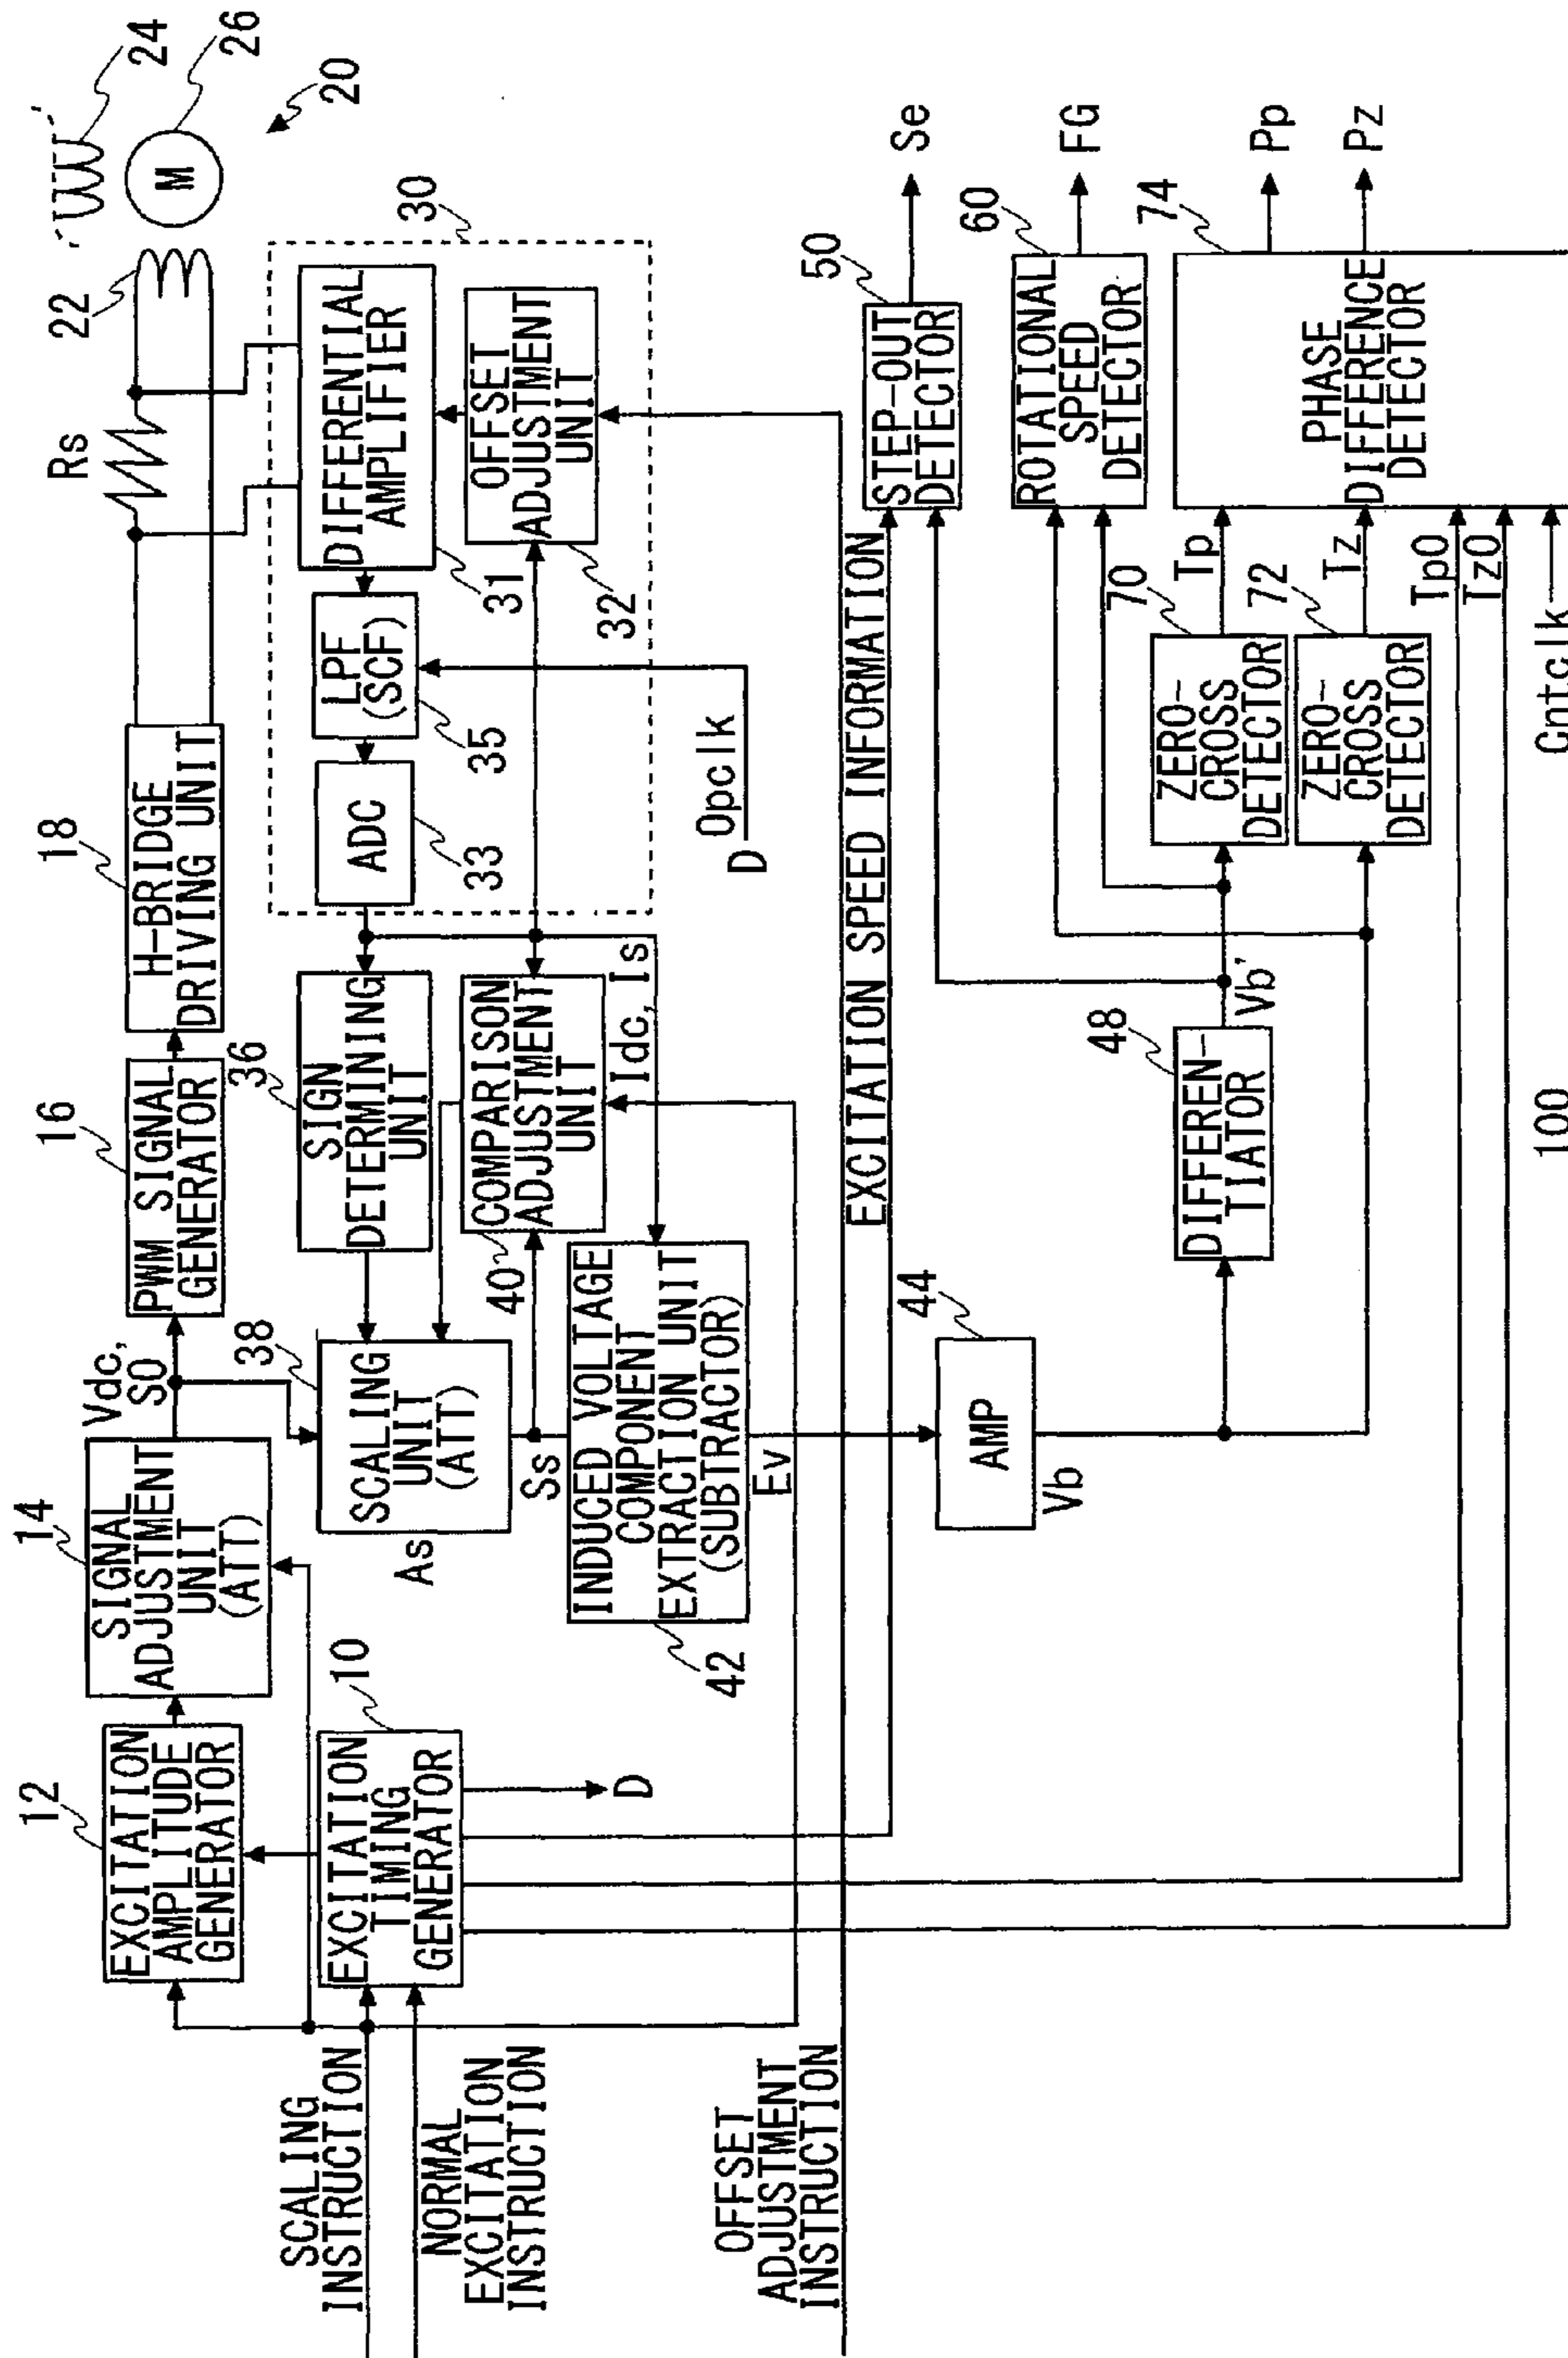 12
EXCITATION
AMPLITUDE
GENERATOR
14
SIGNAL
ADJUSTMENT
UNIT
(ATT)
Vdc,
S0
16
PWM SIGNAL
GENERATOR
18
H-BRIDGE
DRIVING UNIT
Rs
22
24
M
26
20
SCALING
INSTRUCTION
NORMAL
EXCITATION
INSTRUCTION
10
EXCITATION
TIMING
GENERATOR
D
38
SCALING
UNIT
(ATT)
As
Ss
36
SIGN
DETERMINING
UNIT
40
COMPARISON
ADJUSTMENT
UNIT
Idc, Is
ADC
33
LPF
(SCF)
35
DIFFERENTIAL
AMPLIFIER
31
OFFSET
ADJUSTMENT
UNIT
32
30
INDUCED VOLTAGE
COMPONENT
EXTRACTION UNIT
(SUBTRACTOR)
42
Ev
D
Opclk
OFFSET
ADJUSTMENT
INSTRUCTION
EXCITATION SPEED INFORMATION
50
STEP-OUT
DETECTOR
Se
44
AMP
Vb
48
DIFFEREN-
TIATOR
Vb'
60
ROTATIONAL
SPEED
DETECTOR
FG
70
ZERO-
CROSS
DETECTOR
Tp
72
ZERO-
CROSS
DETECTOR
Tz
Tp0
Tz0
Cntclk
74
PHASE
DIFFERENCE
DETECTOR
Pp
Pz
100